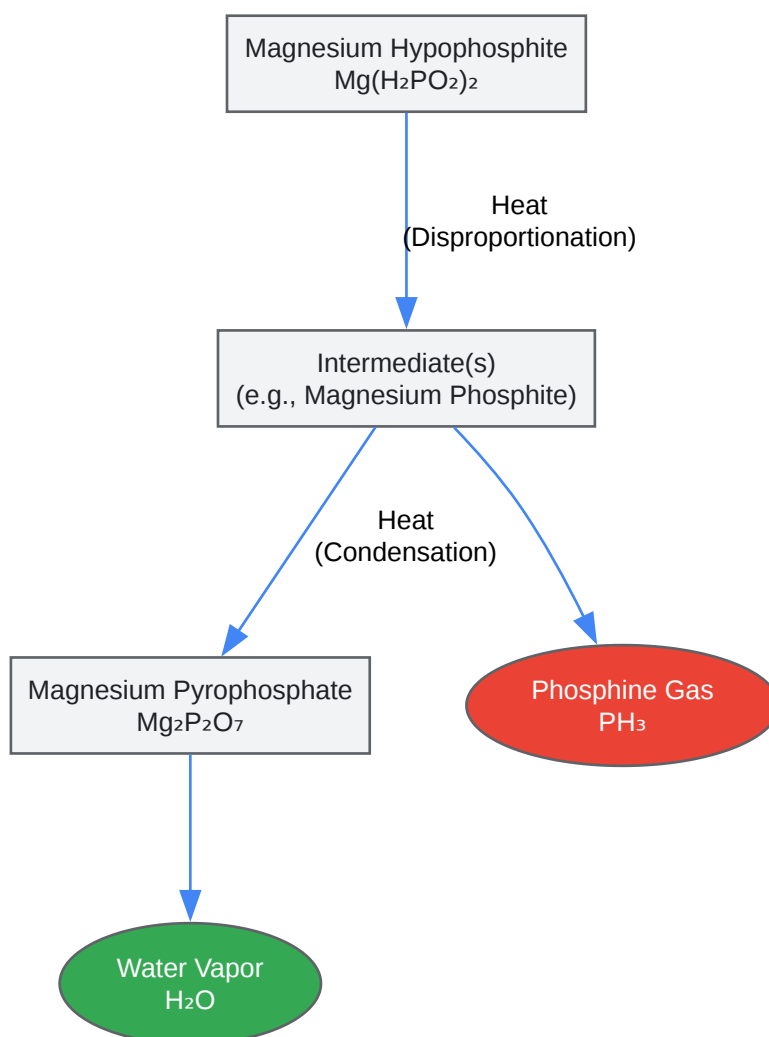 Magnesium Hypophosphite
Mg(H₂PO₂)₂
Heat
(Disproportionation)
Intermediate(s)
(e.g., Magnesium Phosphite)
Heat
(Condensation)
Magnesium Pyrophosphate
Mg₂P₂O₇
Phosphine Gas
PH₃
Water Vapor
H₂O